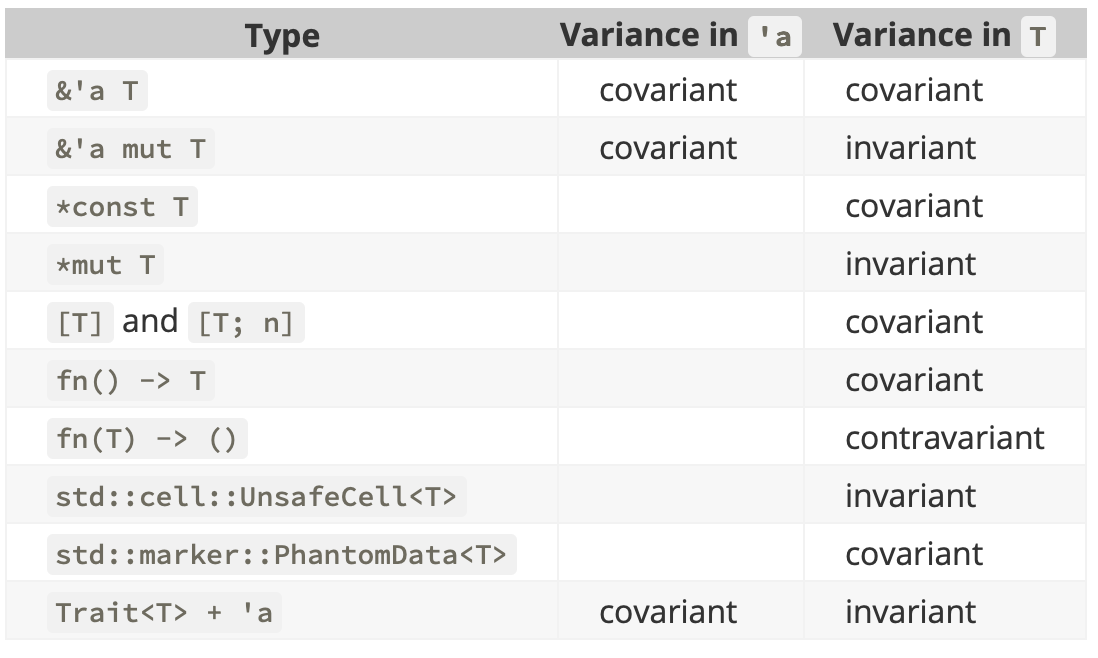 Type Variance in 'a Variance in T
&'a T covariant covariant
&'a mut T covariant invariant
*const T covariant
*mut T invariant
[T] and [T; n] covariant
fn() -> T covariant
fn(T) -> () contravariant
std::cell::UnsafeCell<T> invariant
std::marker::PhantomData<T> covariant
Trait<T> + 'a covariant invariant